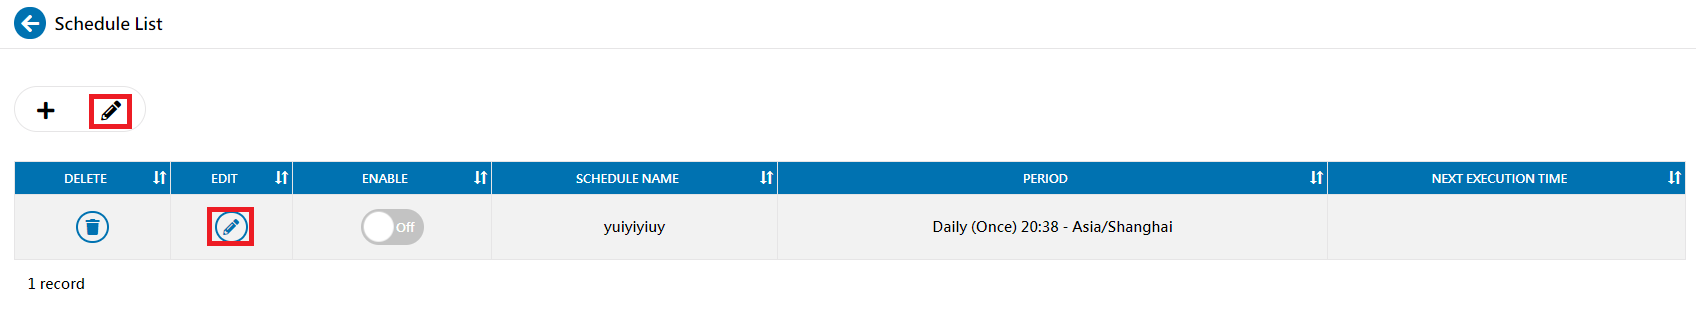 Schedule List
DELETE EDIT ENABLE SCHEDULE NAME PERIOD NEXT EXECUTION TIME
Off yuiyiyiuy Daily (Once) 20:38 - Asia/Shanghai
1 record